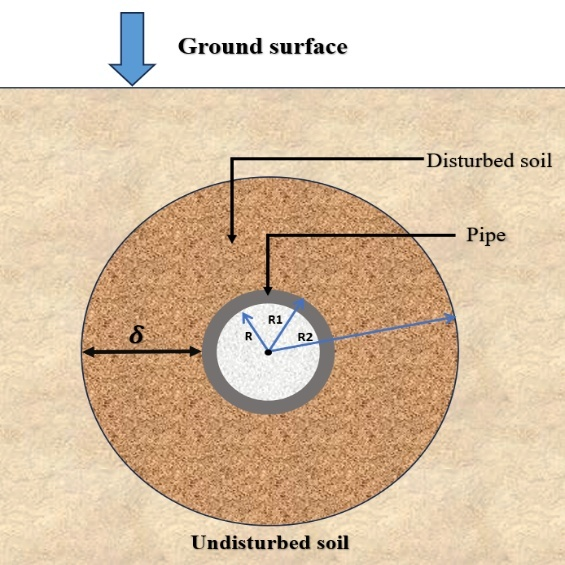 Ground surface
Disturbed soil
Pipe
R1
R
R2
δ
Undisturbed soil